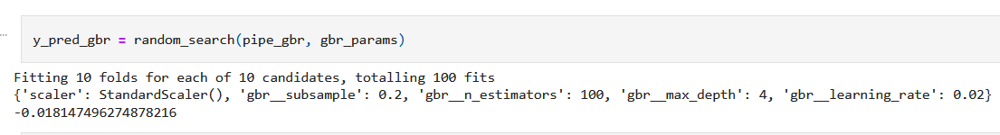 ...
y_pred_gbr = random_search(pipe_gbr, gbr_params)
Fitting 10 folds for each of 10 candidates, totalling 100 fits
{'scaler': StandardScaler(), 'gbr__subsample': 0.2, 'gbr__n_estimators': 100, 'gbr__max_depth': 4, 'gbr__learning_rate': 0.02}
-0.018147496274878216